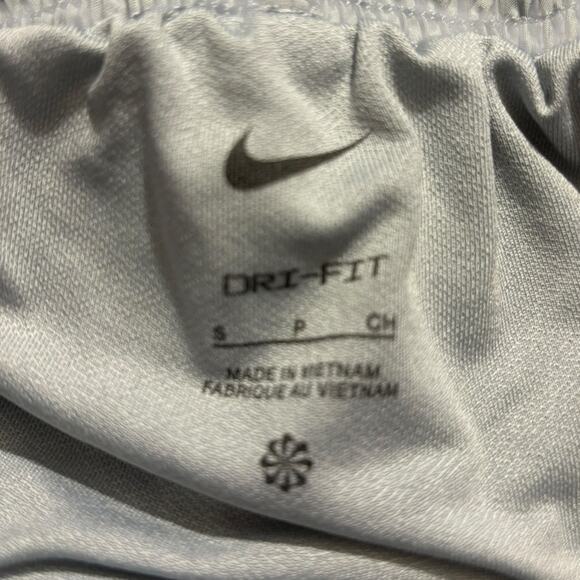 DRI-FIT
S P CH
MADE IN VIETNAM
FABRIQUE AU VIETNAM